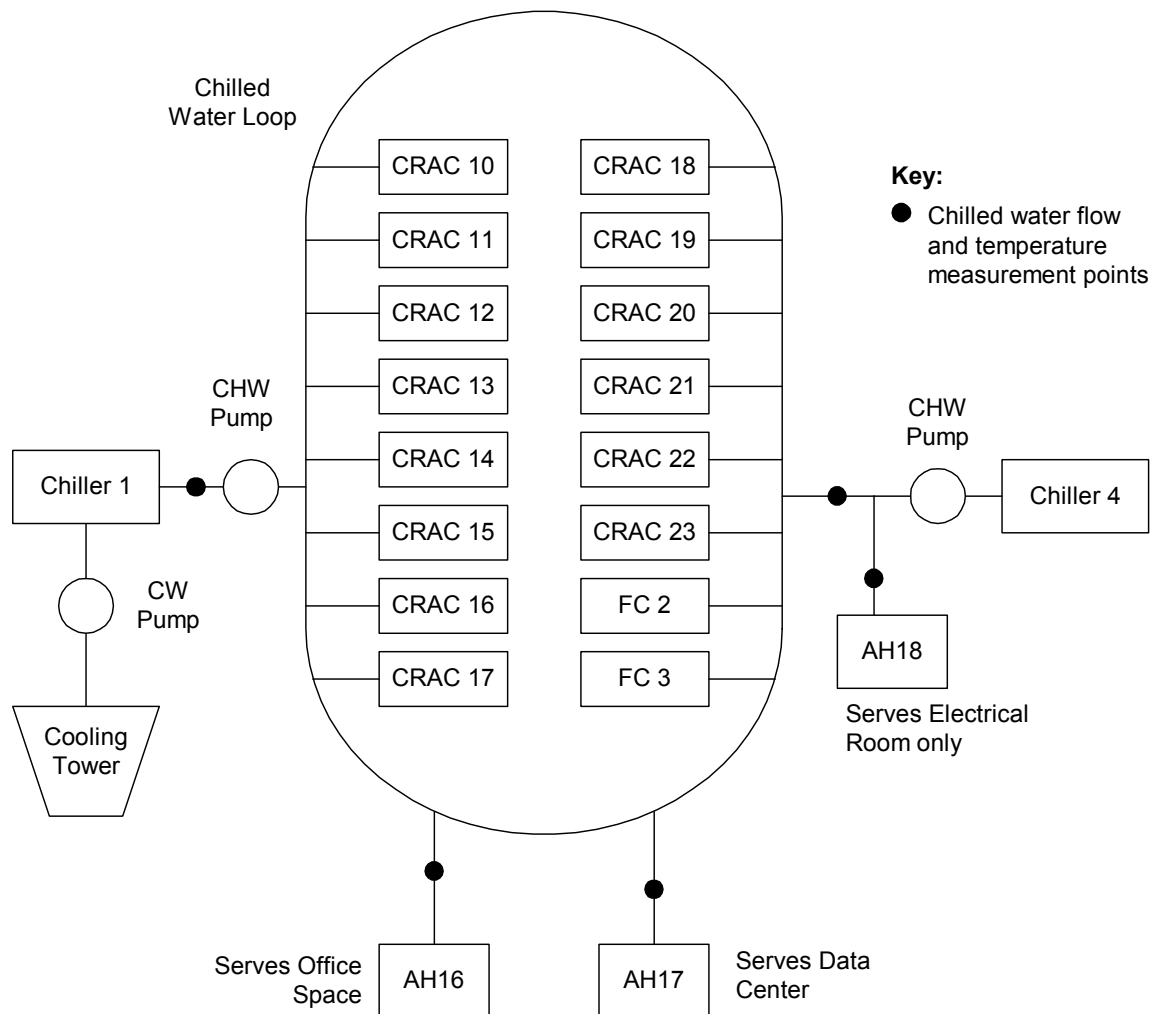 Chilled
Water Loop
CRAC 10
CRAC 18
CRAC 11
CRAC 19
CRAC 12
CRAC 20
CRAC 13
CRAC 21
CRAC 14
CRAC 22
CRAC 15
CRAC 23
CRAC 16
FC 2
CRAC 17
FC 3
Key:
Chilled water flow
and temperature
measurement points
CHW
Pump
Chiller 1
CW
Pump
Cooling
Tower
CHW
Pump
Chiller 4
AH18
Serves Electrical
Room only
Serves Office
Space
AH16
AH17
Serves Data
Center